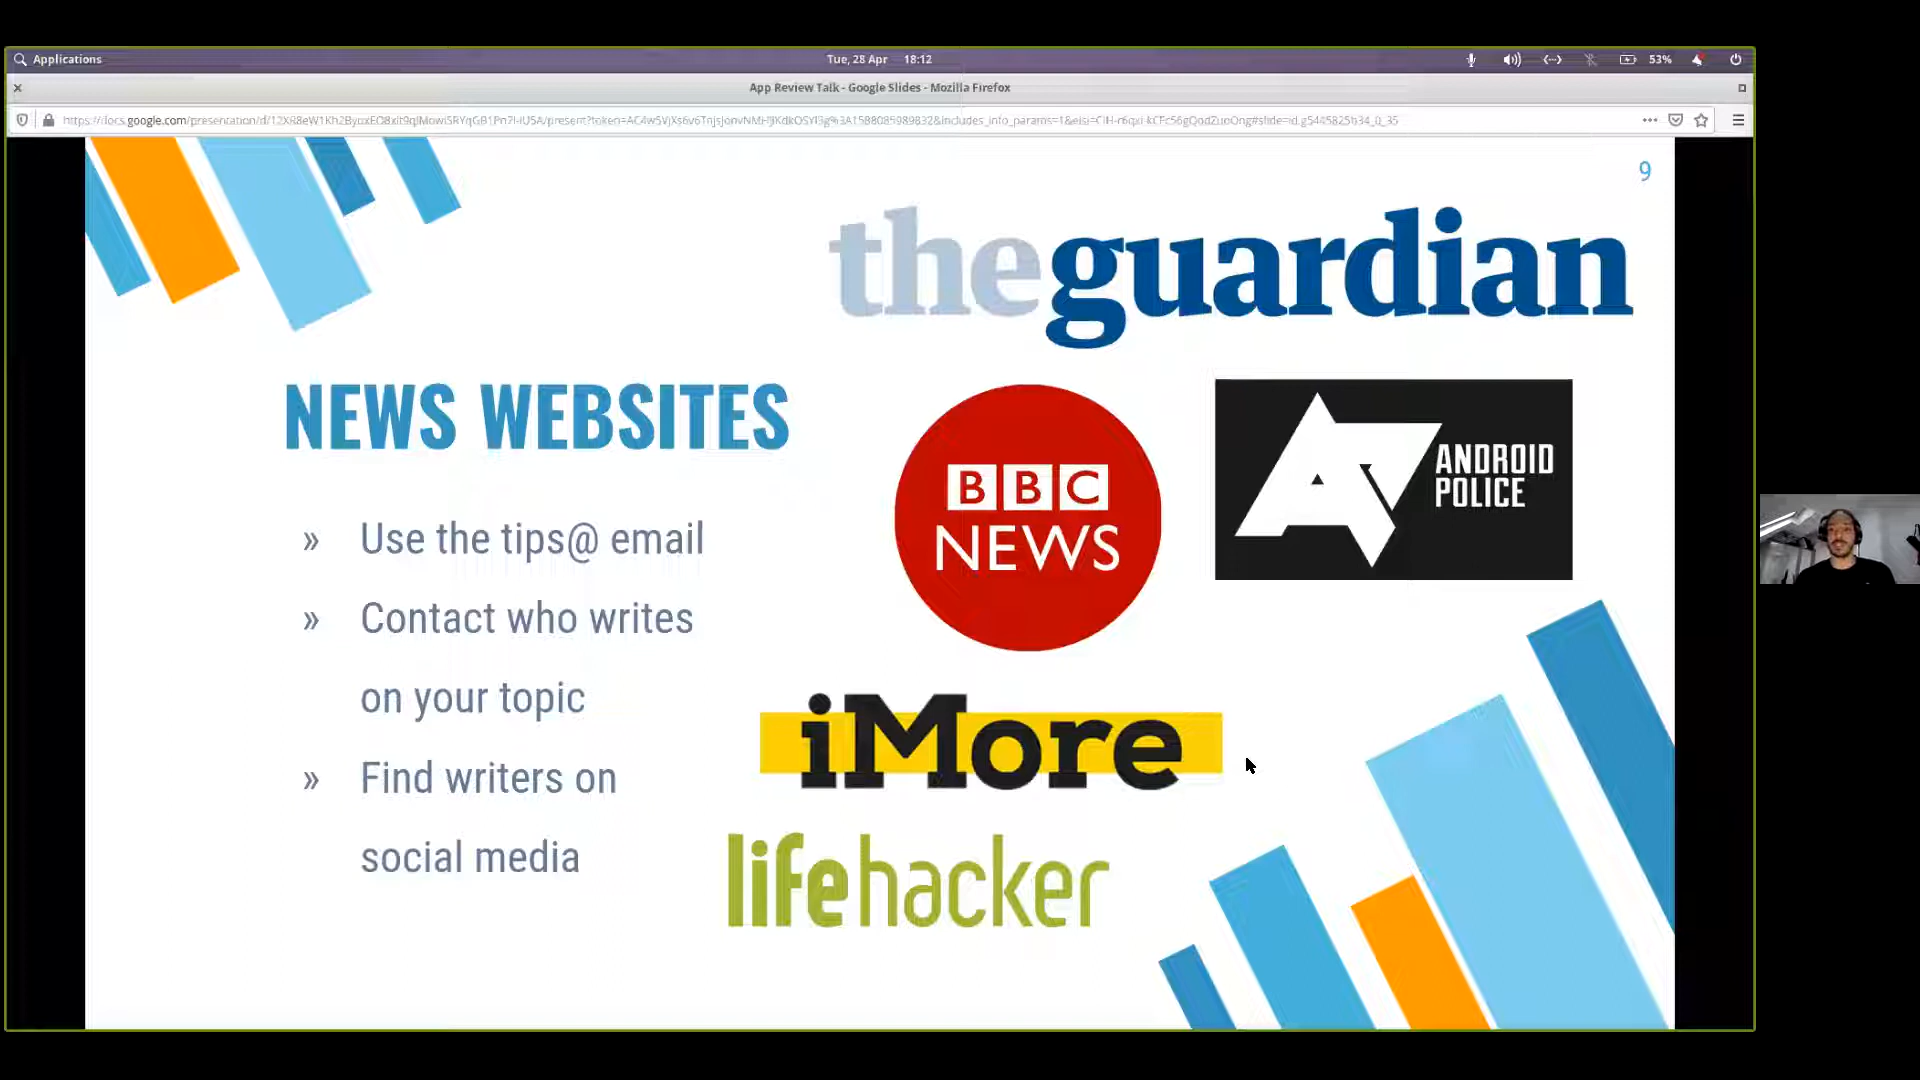 Applications
Tue, 28 Apr 18:12
53%
App Review Talk - Google Slides - Mozilla Firefox
9
theguardian
NEWS WEBSITES
BBC
NEWS
ANDROID
POLICE
» Use the tips@ email
» Contact who writes
on your topic
» Find writers on
social media
iMore
lifehacker